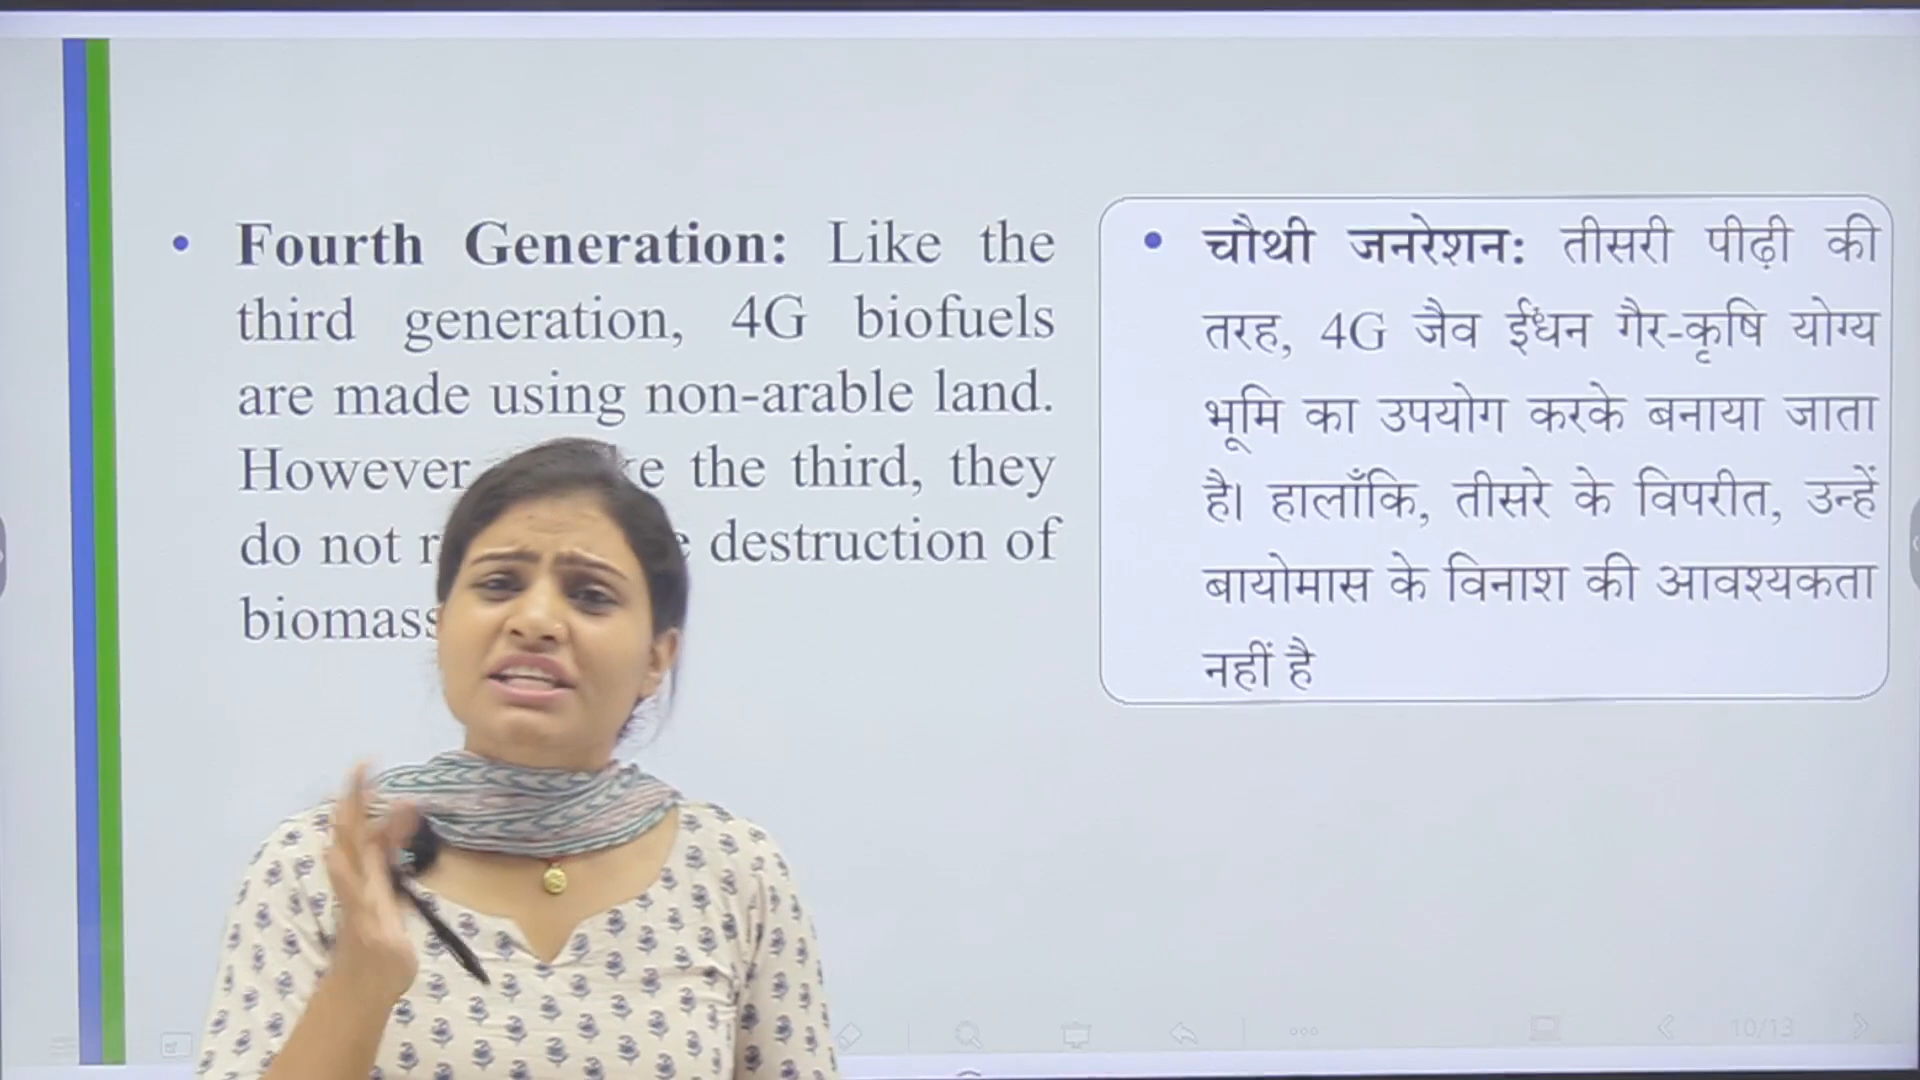 Fourth Generation: Like the
third generation, 4G biofuels
are made using non-arable land.
However the third, they
do not destruction of
biomass
चौथी जनरेशन: तीसरी पीढ़ी की
तरह, 4G जैव ईंधन गैर-कृषि योग्य
भूमि का उपयोग करके बनाया जाता
है। हालाँकि, तीसरे के विपरीत, उन्हें
बायोमास के विनाश की आवश्यकता
नहीं है
10/13